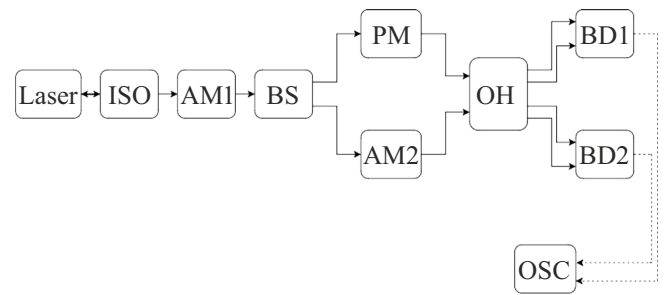 Laser
ISO
AM1
BS
PM
AM2
OH
BD1
BD2
OSC